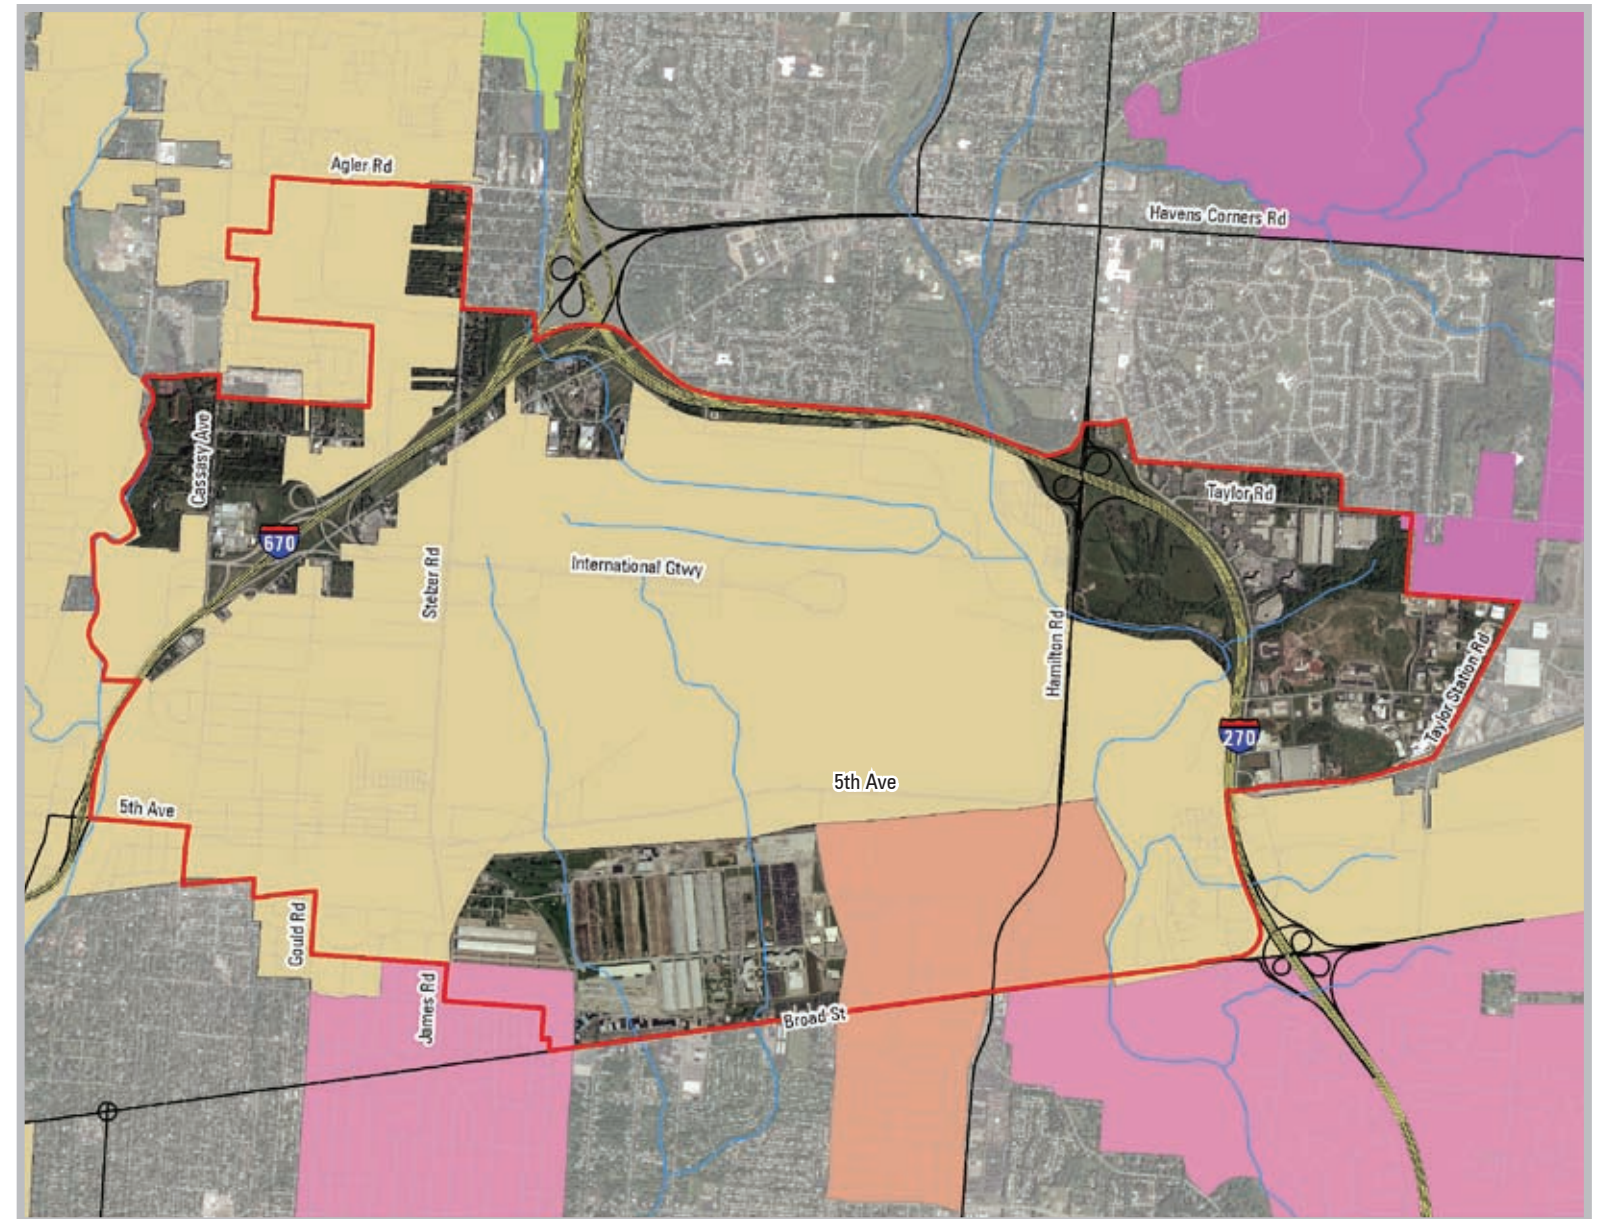 Agler Rd
Havens Corners Rd
Cassasy Ave
Taylor Rd
670
Stelzer Rd
International Gtwy
Hamilton Rd
Taylor Station Rd
270
5th Ave
5th Ave
Gould Rd
James Rd
Broad St